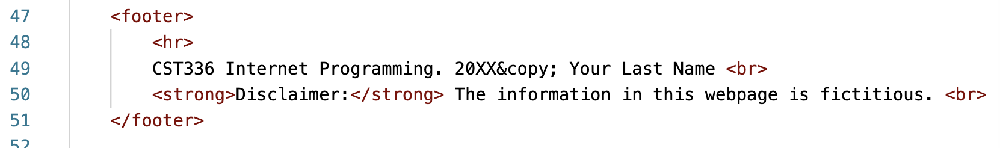 47 <footer>
48 <hr>
49 CST336 Internet Programming. 20XX&copy; Your Last Name <br>
50 <strong>Disclaimer:</strong> The information in this webpage is fictitious. <br>
51 </footer>
52